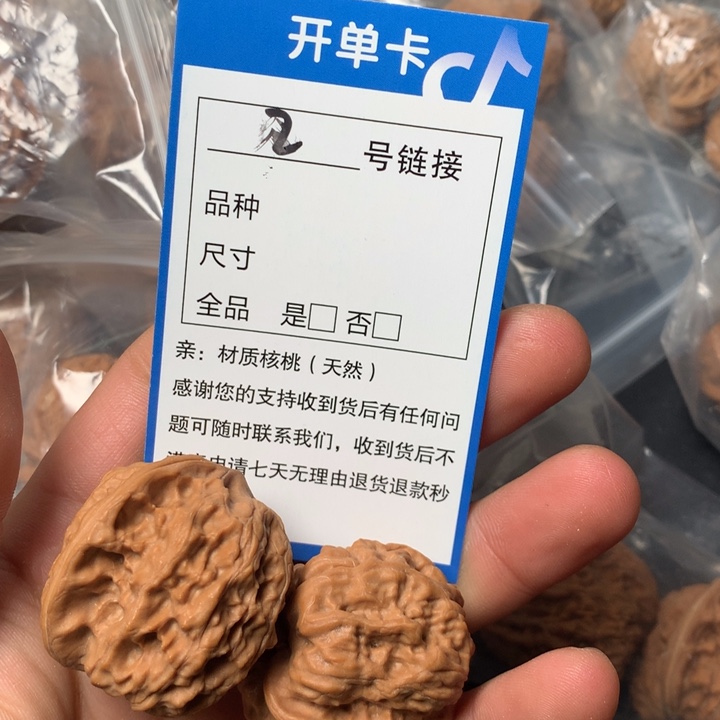 开单卡
号链接
品种
尺寸
全品 是□ 否□
亲：材质核桃（天然）
感谢您的支持收到货后有任何问
题可随时联系我们，收到货后不
申请七天无理由退货退款秒